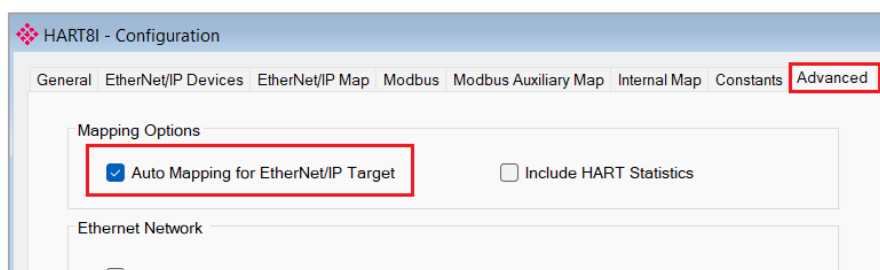 HART8I - Configuration
General EtherNet/IP Devices EtherNet/IP Map Modbus Modbus Auxiliary Map Internal Map Constants Advanced
Mapping Options
Auto Mapping for EtherNet/IP Target Include HART Statistics
Ethernet Network